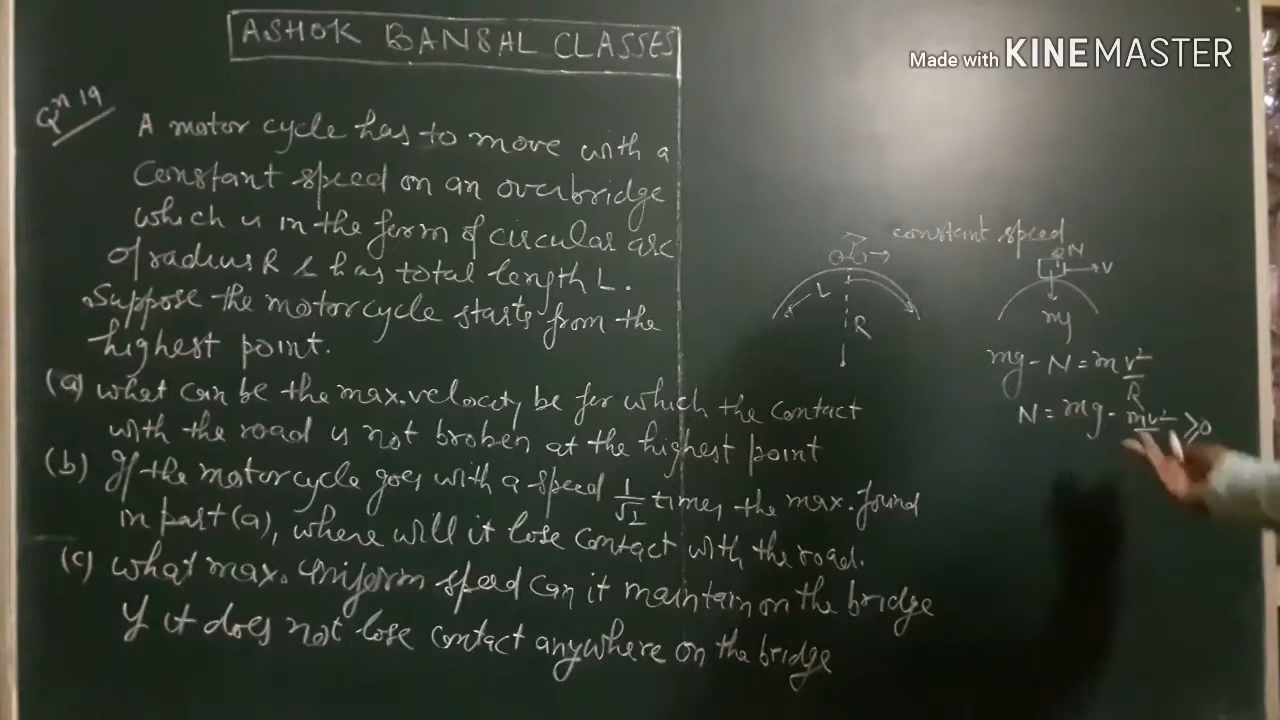 ASHOK BANSAL CLASSES
Made with KINEMASTER
Qn 19
A motor cycle has to move with a
constant speed on an overbridge
which is in the form of circular arc
of radius R & has total length L.
Suppose the motorcycle starts from the
highest point.
(a) what can be the max. velocity be for which the contact
with the road is not broken at the highest point
(b) If the motorcycle goes with a speed 1/√2 times the max. found
in part (a), where will it lose contact with the road.
(c) what max. uniform speed can it maintain on the bridge
if it does not lose contact anywhere on the bridge
constant speed
L
R
N
v
mg
mg - N = m v²/R
N = mg - mv² ≥ 0